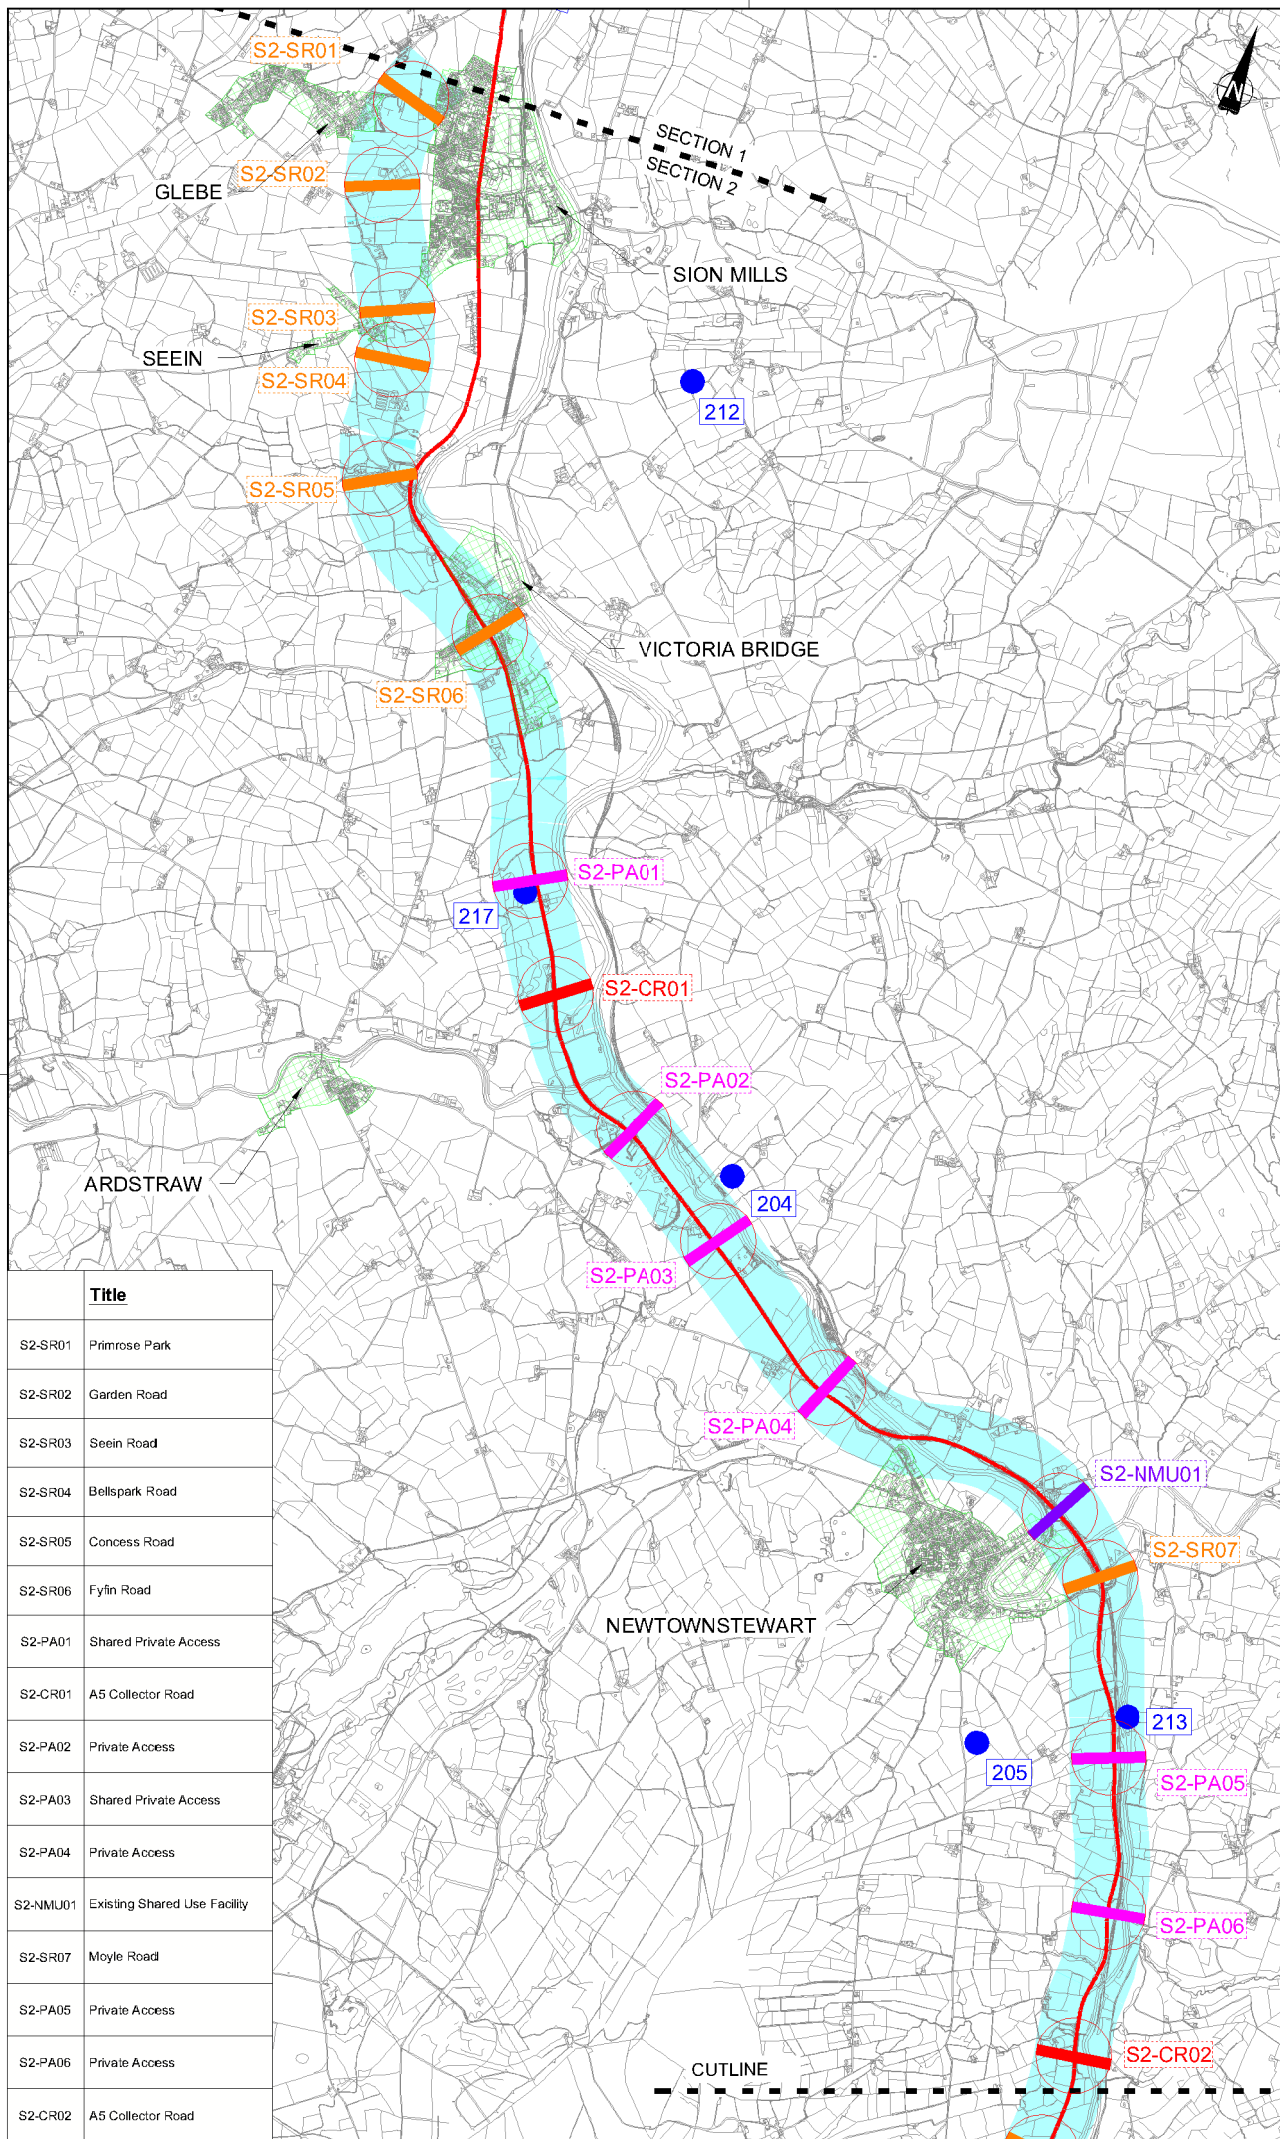 S2-SR01
N
SECTION 1
SECTION 2
S2-SR02
GLEBE
SION MILLS
S2-SR03
SEEIN
S2-SR04
212
S2-SR05
VICTORIA BRIDGE
S2-SR06
S2-PA01
217
S2-CR01
S2-PA02
ARDSTRAW
204
S2-PA03
S2-PA04
S2-NMU01
S2-SR07
NEWTOWNSTEWART
213
205
S2-PA05
S2-PA06
S2-CR02
CUTLINE
Title
S2-SR01 Primrose Park
S2-SR02 Garden Road
S2-SR03 Seein Road
S2-SR04 Bellspark Road
S2-SR05 Concess Road
S2-SR06 Fyfin Road
S2-PA01 Shared Private Access
S2-CR01 A5 Collector Road
S2-PA02 Private Access
S2-PA03 Shared Private Access
S2-PA04 Private Access
S2-NMU01 Existing Shared Use Facility
S2-SR07 Moyle Road
S2-PA05 Private Access
S2-PA06 Private Access
S2-CR02 A5 Collector Road